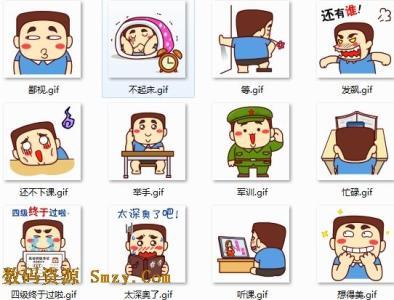 还有谁!
鄙视.gif
不起床.gif
等.gif
发飙.gif
还不下课.gif
举手.gif
军训.gif
忙碌.gif
四级终于过啦!
太深奥了吧!
数码资源 Smzy.Com
四级终于过啦.gif
太深奥了.gif
听课.gif
想得美.gif